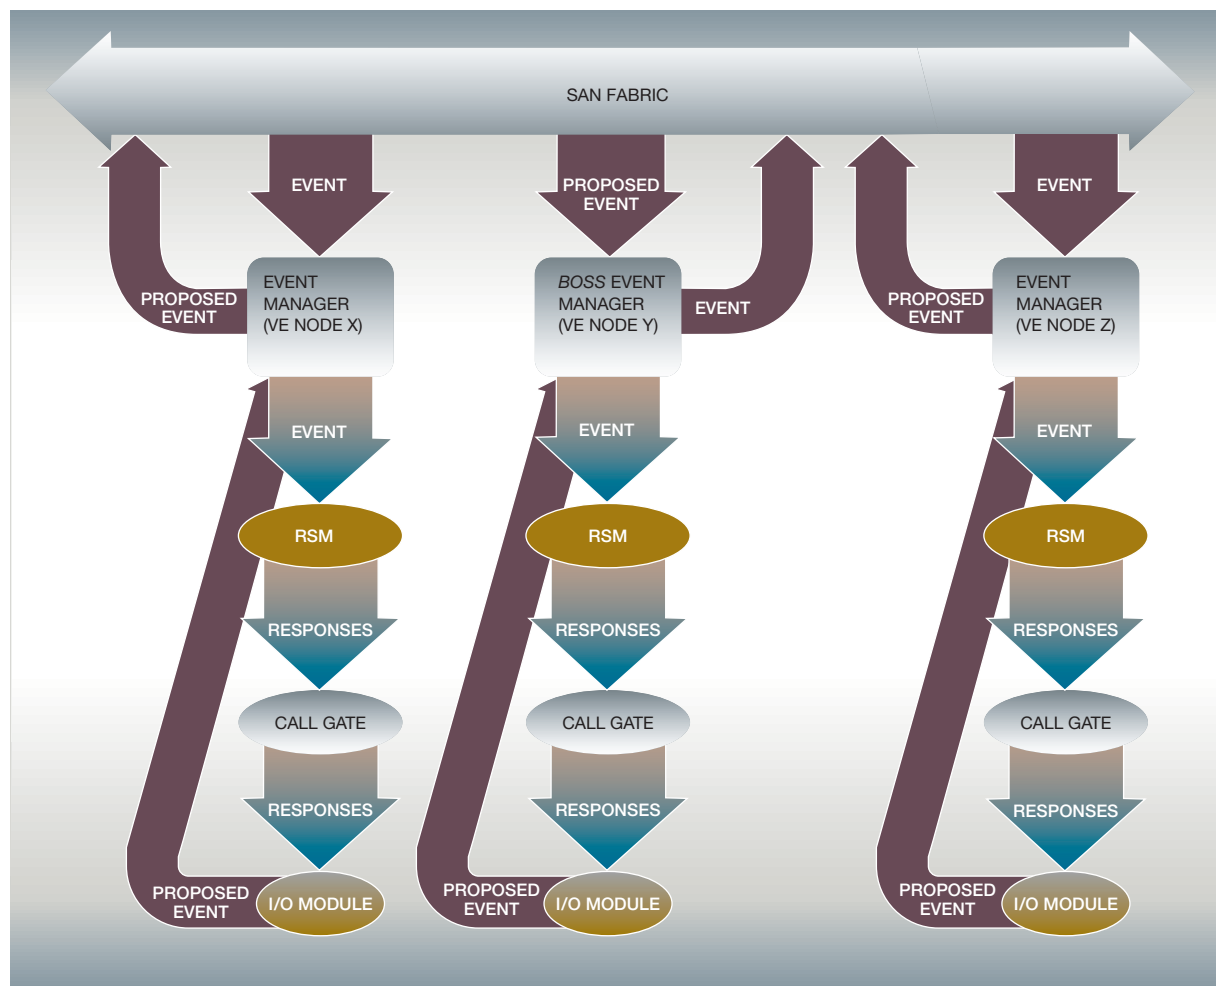 SAN FABRIC
EVENT
PROPOSED
EVENT
EVENT
EVENT
MANAGER
(VE NODE X)
PROPOSED
EVENT
BOSS EVENT
MANAGER
(VE NODE Y)
EVENT
PROPOSED
EVENT
EVENT
MANAGER
(VE NODE Z)
EVENT
EVENT
EVENT
RSM
RSM
RSM
RESPONSES
RESPONSES
RESPONSES
CALL GATE
CALL GATE
CALL GATE
RESPONSES
RESPONSES
RESPONSES
PROPOSED
EVENT
I/O MODULE
PROPOSED
EVENT
I/O MODULE
PROPOSED
EVENT
I/O MODULE